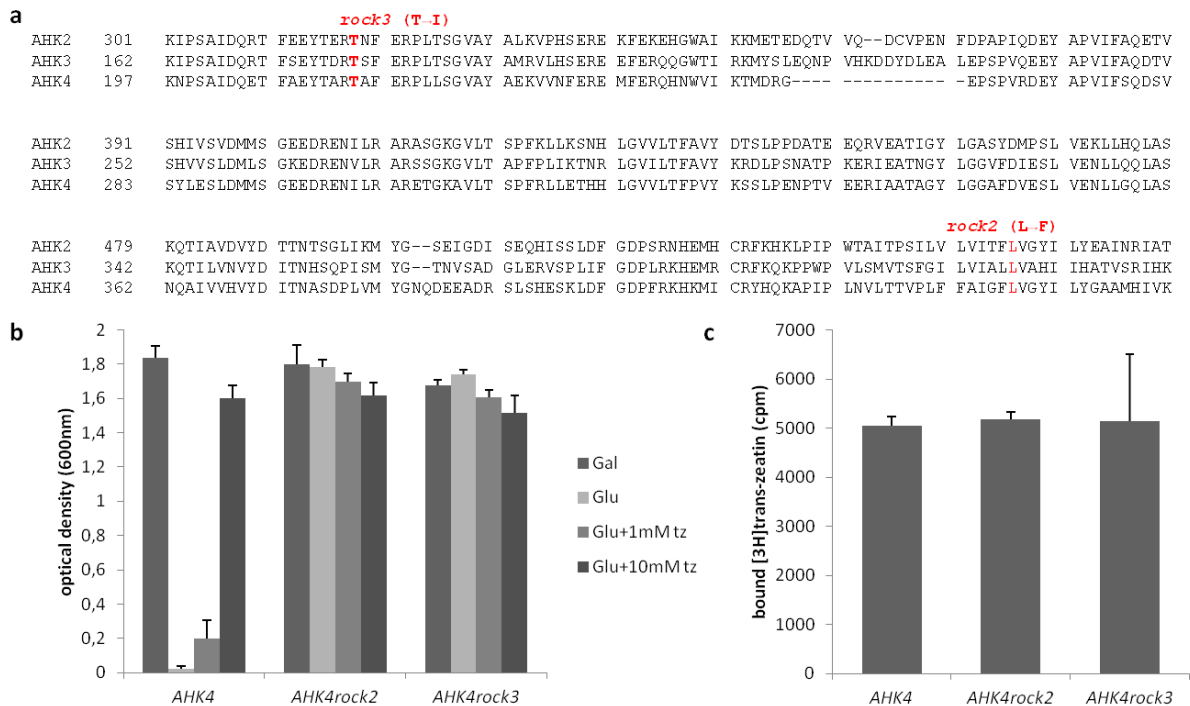 a
rock3 (T→I)
AHK2 301 KIPSAIDQRT FEEYTERTNF ERPLTSGVAY ALKVPHSERE KFEKEHGWAI KKMETEDQTV VQ--DCVPEN FDPAPIQDEY APVIFAQETV
AHK3 162 KIPSAIDQRT FSEYTDRTSF ERPLTSGVAY AMRVLHSERE EFERQQGWTI RKMYSLEQNP VHKDDYDLEA LEPSPVQEEY APVIFAQDTV
AHK4 197 KNPSAIDQET FAEYTARTAF ERPLLSGVAY AEKVVNFERE MFERQHNWVI KTMDRG---- ---------- -EPSPVRDEY APVIFSQDSV
AHK2 391 SHIVSVDMMS GEEDRENILR ARASGKGVLT SPFKLLKSNH LGVVLTFAVY DTSLPPDATE EQRVEATIGY LGASYDMPSL VEKLLHQLAS
AHK3 252 SHVVSLDMLS GKEDRENVLR ARSSGKGVLT APFPLIKTNR LGVILTFAVY KRDLPSNATP KERIEATNGY LGGVFDIESL VENLLQQLAS
AHK4 283 SYLESLDMMS GEEDRENILR ARETGKAVLT SPFRLLETHH LGVVLTFPVY KSSLPENPTV EERIAATAGY LGGAFDVESL VENLLGQLAS
rock2 (L→F)
AHK2 479 KQTIAVDVYD TTNTSGLIKM YG--SEIGDI SEQHISSLDF GDPSRNHEMH CRFKHKLPIP WTAITPSILV LVITFLVGYI LYEAINRIAT
AHK3 342 KQTILVNVYD ITNHSQPISM YG--TNVSAD GLERVSPLIF GDPLRKHEMR CRFKQKPPWP VLSMVTSFGI LVIALLVAHI IHATVSRIHK
AHK4 362 NQAIVVHVYD ITNASDPLVM YGNQDEEADR SLSHESKLDF GDPFRKHKMI CRYHQKAPIP LNVLTTVPLF FAIGFLVGYI LYGAAMHIVK
b
optical density (600nm)
2
1,8
1,6
1,4
1,2
1
0,8
0,6
0,4
0,2
0
AHK4 AHK4rock2 AHK4rock3
Gal
Glu
Glu+1mM tz
Glu+10mM tz
c
bound [3H]trans-zeatin (cpm)
7000
6000
5000
4000
3000
2000
1000
0
AHK4 AHK4rock2 AHK4rock3